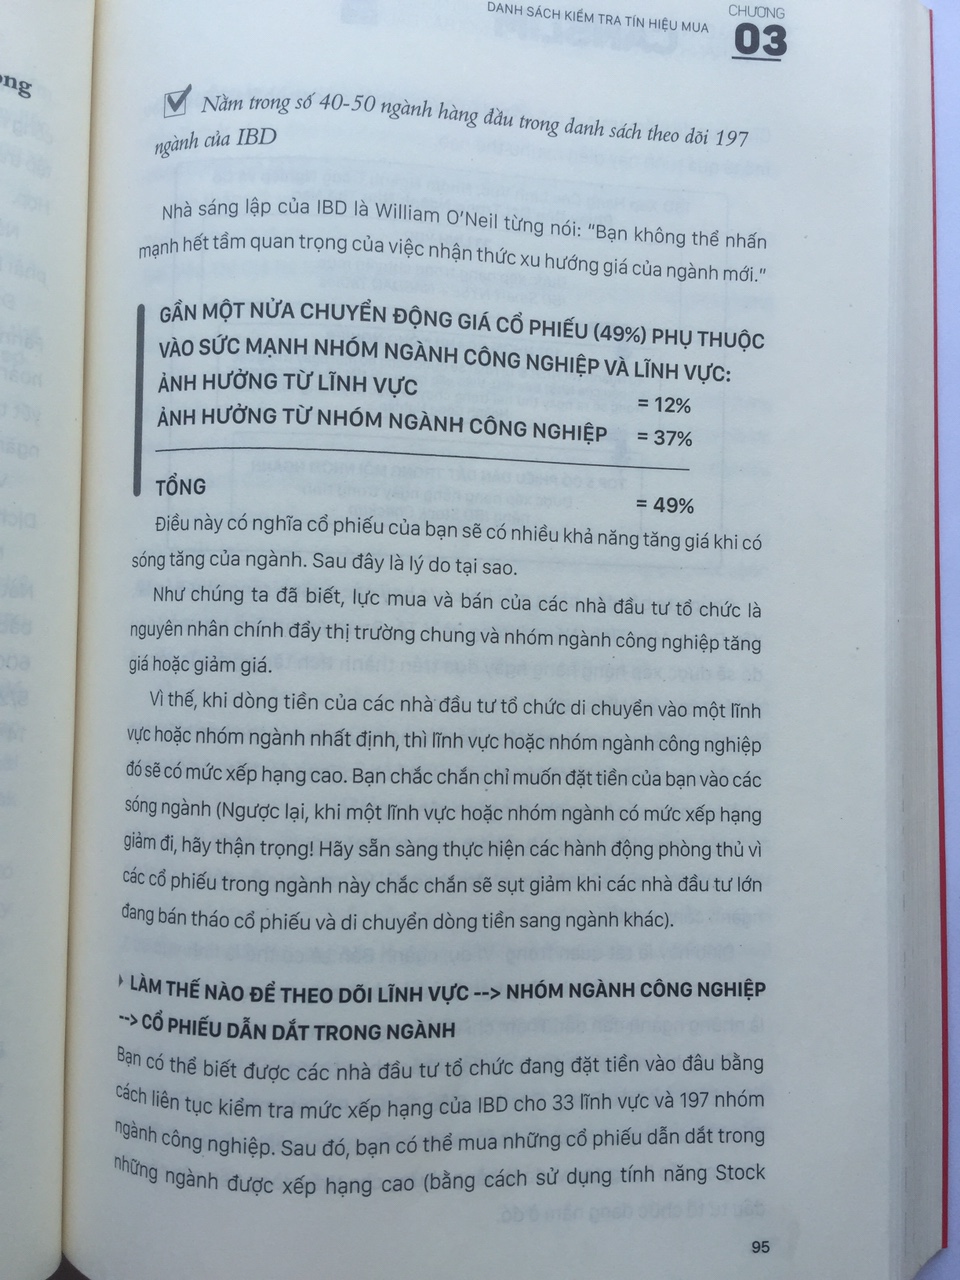 ong
DANH SÁCH KIỂM TRA TÍN HIỆU MUA
CHƯƠNG
03
Nằm trong số 40-50 ngành hàng đầu trong danh sách theo dõi 197
ngành của IBD
Nhà sáng lập của IBD là William O’Neil từng nói: “Bạn không thể nhấn
mạnh hết tầm quan trọng của việc nhận thức xu hướng giá của ngành mới.”
GẦN MỘT NỬA CHUYỂN ĐỘNG GIÁ CỔ PHIẾU (49%) PHỤ THUỘC
VÀO SỨC MẠNH NHÓM NGÀNH CÔNG NGHIỆP VÀ LĨNH VỰC:
ẢNH HƯỞNG TỪ LĨNH VỰC = 12%
ẢNH HƯỞNG TỪ NHÓM NGÀNH CÔNG NGHIỆP = 37%
TỔNG = 49%
Điều này có nghĩa cổ phiếu của bạn sẽ có nhiều khả năng tăng giá khi có
sóng tăng của ngành. Sau đây là lý do tại sao.
Như chúng ta đã biết, lực mua và bán của các nhà đầu tư tổ chức là
nguyên nhân chính đẩy thị trường chung và nhóm ngành công nghiệp tăng
giá hoặc giảm giá.
Vì thế, khi dòng tiền của các nhà đầu tư tổ chức di chuyển vào một lĩnh
vực hoặc nhóm ngành nhất định, thì lĩnh vực hoặc nhóm ngành công nghiệp
đó sẽ có mức xếp hạng cao. Bạn chắc chắn chỉ muốn đặt tiền của bạn vào các
sóng ngành (Ngược lại, khi một lĩnh vực hoặc nhóm ngành có mức xếp hạng
giảm đi, hãy thận trọng! Hãy sẵn sàng thực hiện các hành động phòng thủ vì
các cổ phiếu trong ngành này chắc chắn sẽ sụt giảm khi các nhà đầu tư lớn
đang bán tháo cổ phiếu và di chuyển dòng tiền sang ngành khác).
LÀM THẾ NÀO ĐỂ THEO DÕI LĨNH VỰC --> NHÓM NGÀNH CÔNG NGHIỆP
--> CỔ PHIẾU DẪN DẮT TRONG NGÀNH
Bạn có thể biết được các nhà đầu tư tổ chức đang đặt tiền vào đâu bằng
cách liên tục kiểm tra mức xếp hạng của IBD cho 33 lĩnh vực và 197 nhóm
ngành công nghiệp. Sau đó, bạn có thể mua những cổ phiếu dẫn dắt trong
những ngành được xếp hạng cao (bằng cách sử dụng tính năng Stock
95